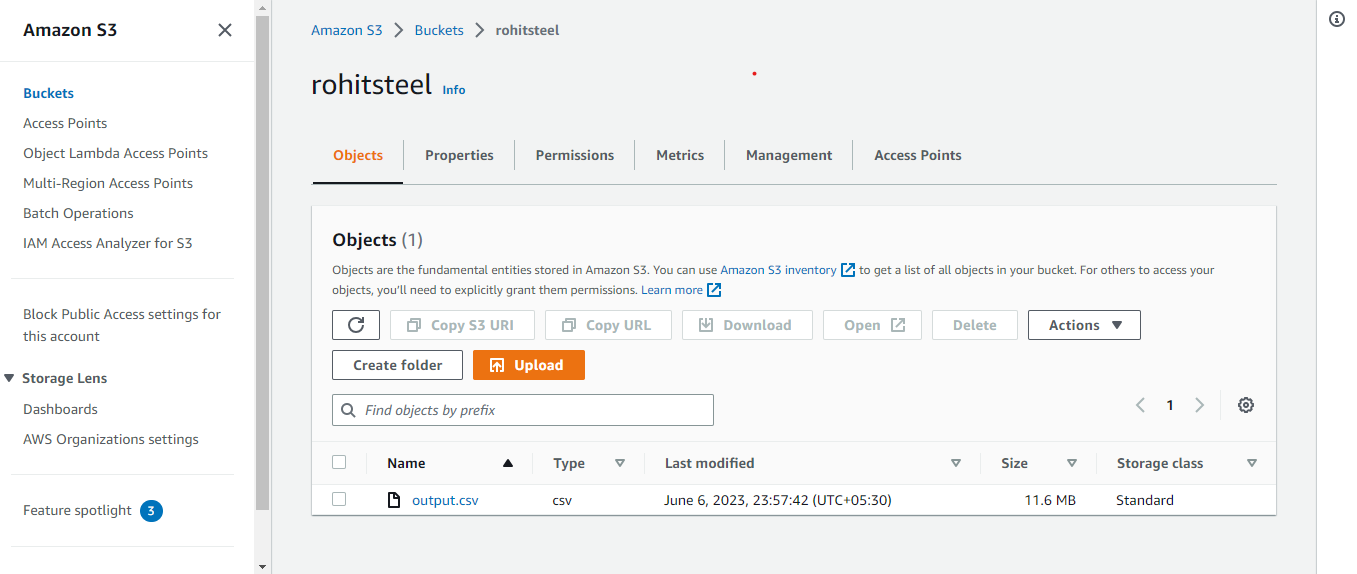 Amazon S3
Buckets
Access Points
Object Lambda Access Points
Multi-Region Access Points
Batch Operations
IAM Access Analyzer for S3
Block Public Access settings for
this account
Storage Lens
Dashboards
AWS Organizations settings
Feature spotlight 3
Amazon S3 > Buckets > rohitsteel
rohitsteel Info
Objects Properties Permissions Metrics Management Access Points
Objects (1)
Objects are the fundamental entities stored in Amazon S3. You can use Amazon S3 inventory to get a list of all objects in your bucket. For others to access your
objects, you'll need to explicitly grant them permissions. Learn more
Copy S3 URI Copy URL Download Open Delete Actions
Create folder Upload
Find objects by prefix 1
Name Type Last modified Size Storage class
output.csv csv June 6, 2023, 23:57:42 (UTC+05:30) 11.6 MB Standard